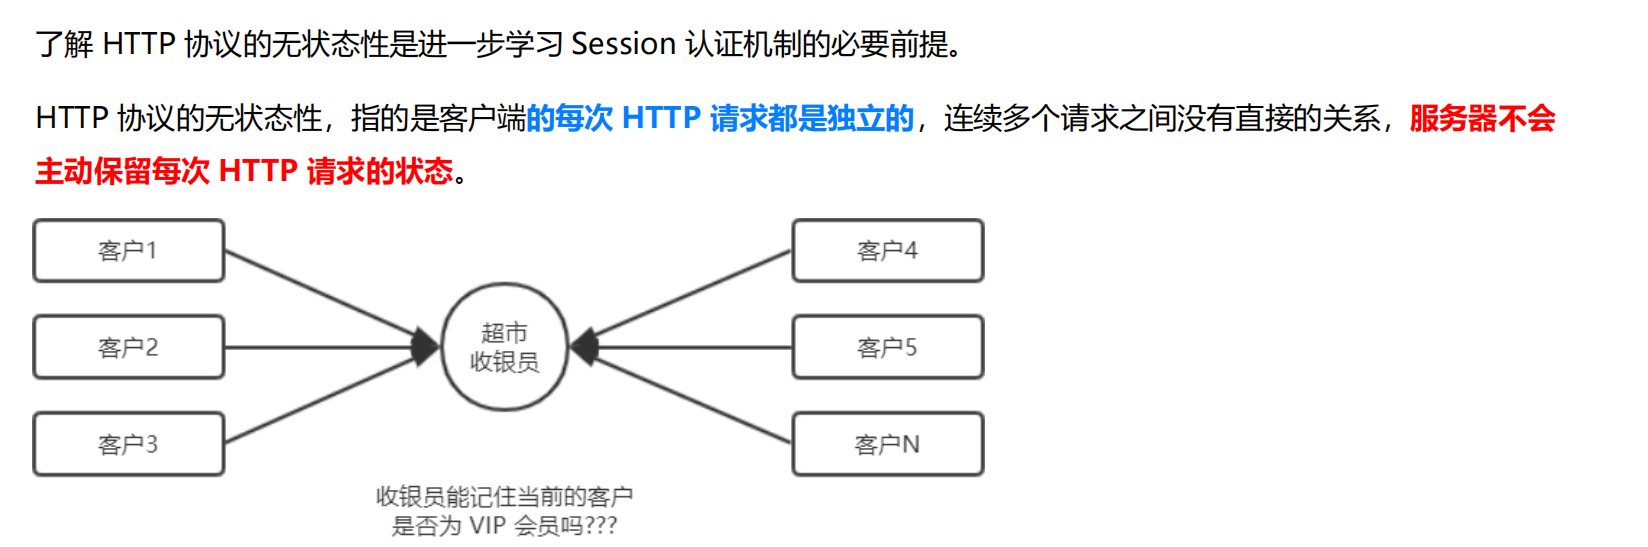 了解 HTTP 协议的无状态性是进一步学习 Session 认证机制的必要前提。
HTTP 协议的无状态性，指的是客户端的每次 HTTP 请求都是独立的，连续多个请求之间没有直接的关系，服务器不会
主动保留每次 HTTP 请求的状态。
客户1
客户4
超市
收银员
客户2
客户5
客户3
客户N
收银员能记住当前的客户
是否为 VIP 会员吗???